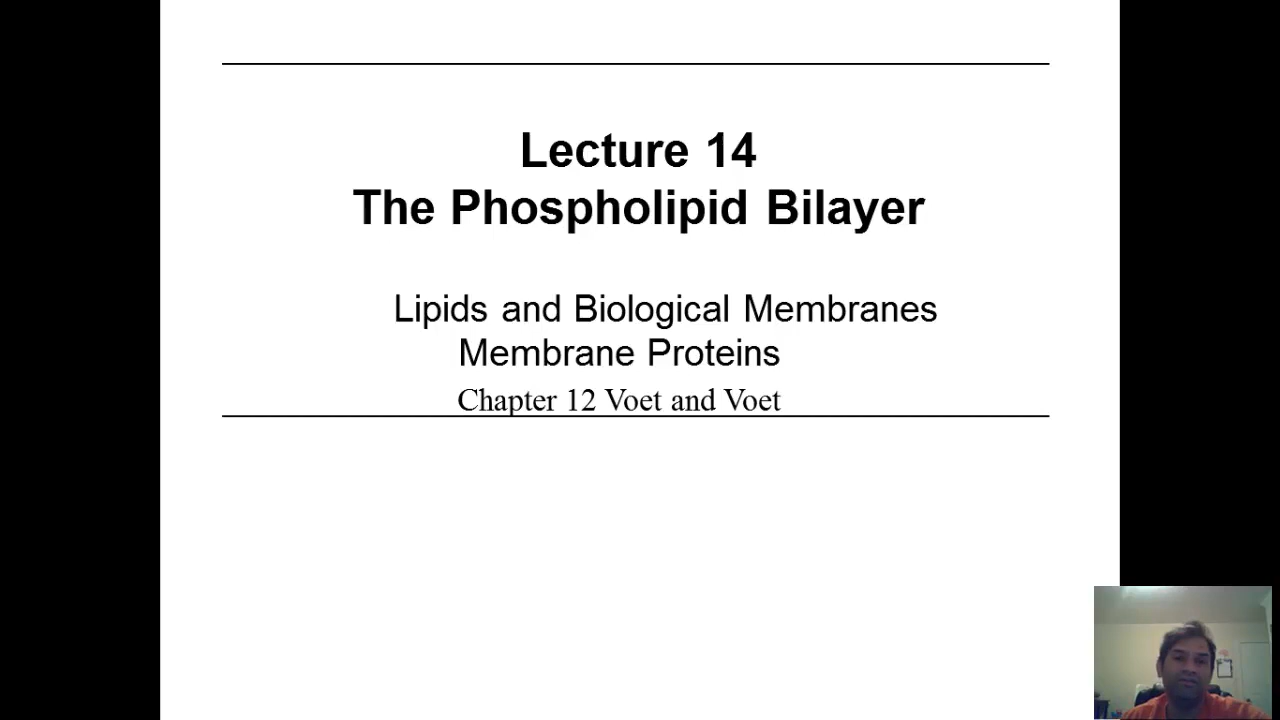 Lecture 14
The Phospholipid Bilayer
Lipids and Biological Membranes
Membrane Proteins
Chapter 12 Voet and Voet